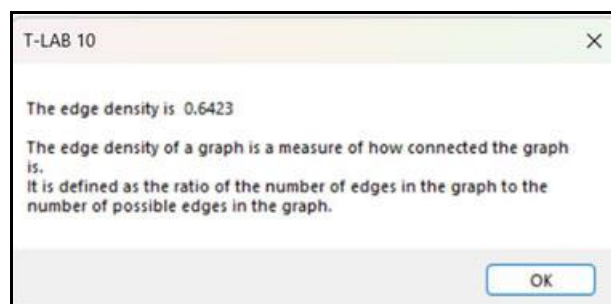 T-LAB 10
The edge density is 0.6423
The edge density of a graph is a measure of how connected the graph
is.
It is defined as the ratio of the number of edges in the graph to the
number of possible edges in the graph.
OK